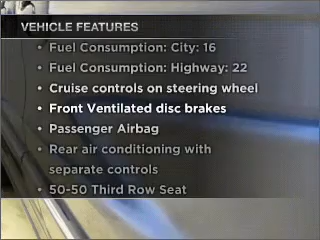 VEHICLE FEATURES
• Fuel Consumption: City: 16
• Fuel Consumption: Highway: 22
• Cruise controls on steering wheel
• Front Ventilated disc brakes
• Passenger Airbag
• Rear air conditioning with
separate controls
• 50-50 Third Row Seat